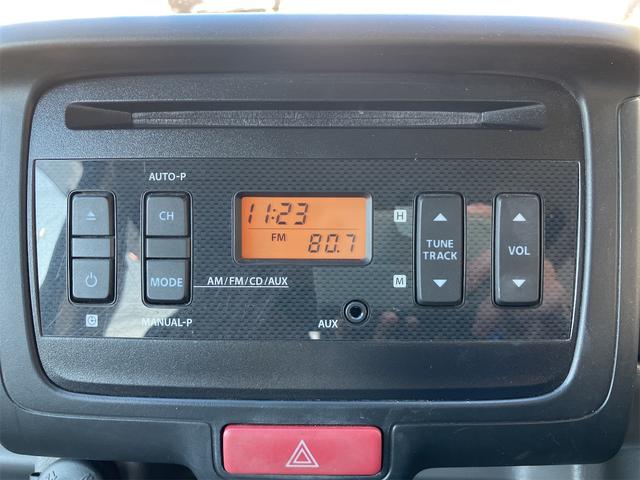 AUTO-P
CH
11:23
H
FM 80.7
TUNE TRACK
VOL
MODE
AM/FM/CD/AUX
M
MANUAL-P
AUX